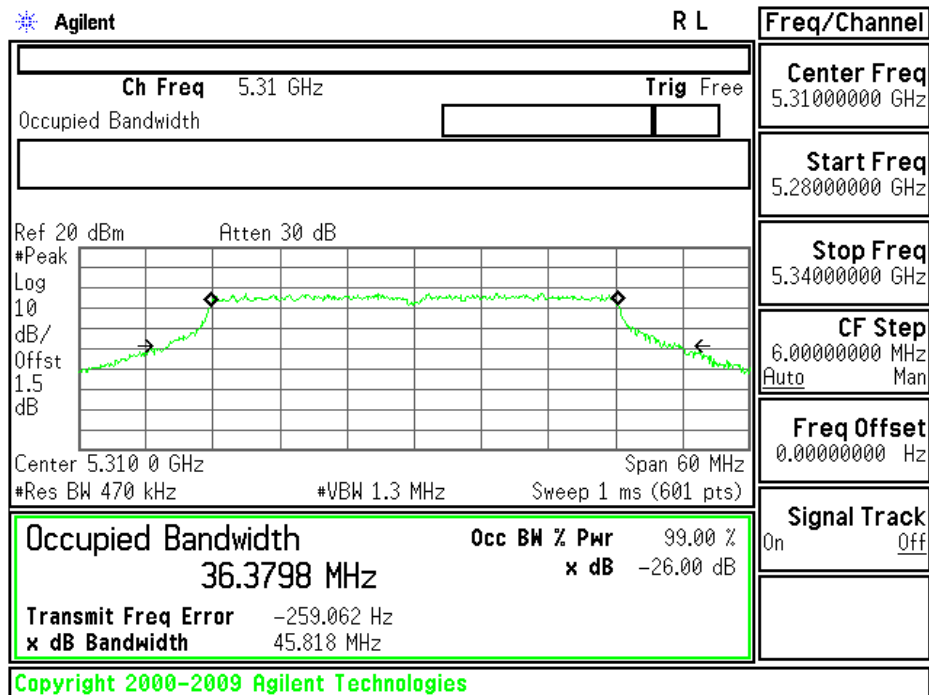 Agilent
R L
Freq/Channel
Ch Freq 5.31 GHz
Trig Free
Occupied Bandwidth
Center Freq
5.31000000 GHz
Start Freq
5.28000000 GHz
Stop Freq
5.34000000 GHz
CF Step
6.00000000 MHz
Auto Man
Freq Offset
0.00000000 Hz
Signal Track
On Off
Ref 20 dBm
Atten 30 dB
#Peak
Log
10
dB/
Offst
1.5
dB
Center 5.310 0 GHz
Span 60 MHz
#Res BW 470 kHz
#VBW 1.3 MHz
Sweep 1 ms (601 pts)
Occupied Bandwidth
36.3798 MHz
Occ BW % Pwr 99.00 %
x dB -26.00 dB
Transmit Freq Error -259.062 Hz
x dB Bandwidth 45.818 MHz
Copyright 2000-2009 Agilent Technologies